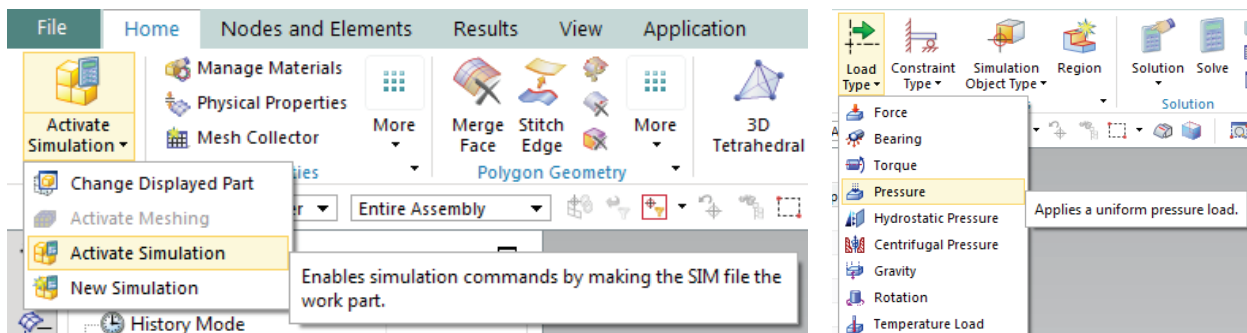 File Home Nodes and Elements Results View Application
Activate Simulation
Manage Materials
Physical Properties
Mesh Collector
More
Merge Face
Stitch Edge
More
3D Tetrahedral
Polygon Geometry
Change Displayed Part
Entire Assembly
Activate Meshing
Activate Simulation
New Simulation
Enables simulation commands by making the SIM file the
work part.
History Mode
Load Type
Constraint Type
Simulation Object Type
Region
Solution
Solve
Solution
Force
Bearing
Torque
Pressure
Applies a uniform pressure load.
Hydrostatic Pressure
Centrifugal Pressure
Gravity
Rotation
Temperature Load